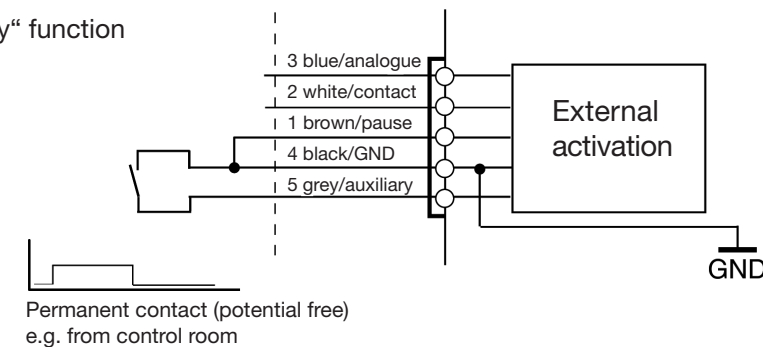 y“ function
3 blue/analogue
2 white/contact
1 brown/pause
4 black/GND
5 grey/auxiliary
External
activation
GND
Permanent contact (potential free)
e.g. from control room